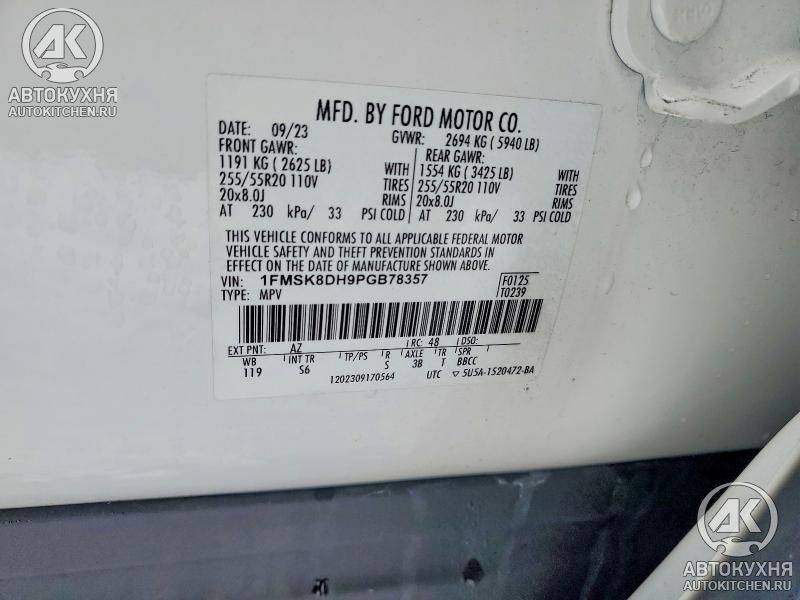 АК
АВТОКУХНЯ
AUTOKITCHEN.RU
MFD. BY FORD MOTOR CO.
DATE: 09/23 GVWR: 2694 KG ( 5940 LB)
FRONT GAWR: REAR GAWR:
1191 KG ( 2625 LB) WITH 1554 KG ( 3425 LB) WITH
255/55R20 110V TIRES 255/55R20 110V TIRES
20x8.0J RIMS 20x8.0J RIMS
AT 230 kPa/ 33 PSI COLD AT 230 kPa/ 33 PSI COLD
THIS VEHICLE CONFORMS TO ALL APPLICABLE FEDERAL MOTOR
VEHICLE SAFETY AND THEFT PREVENTION STANDARDS IN
EFFECT ON THE DATE OF MANUFACTURE SHOWN ABOVE.
VIN: 1FMSK8DH9PGB78357 F0125
TYPE: MPV T0239
EXT PNT: AZ RC: 48 DSO:
WB INT TR TP/PS R AXLE TR SPR
119 S6 S 3B T BBCC
1202309170564 UTC ▽ 5U5A-1520472-BA
АК
АВТОКУХНЯ
AUTOKITCHEN.RU